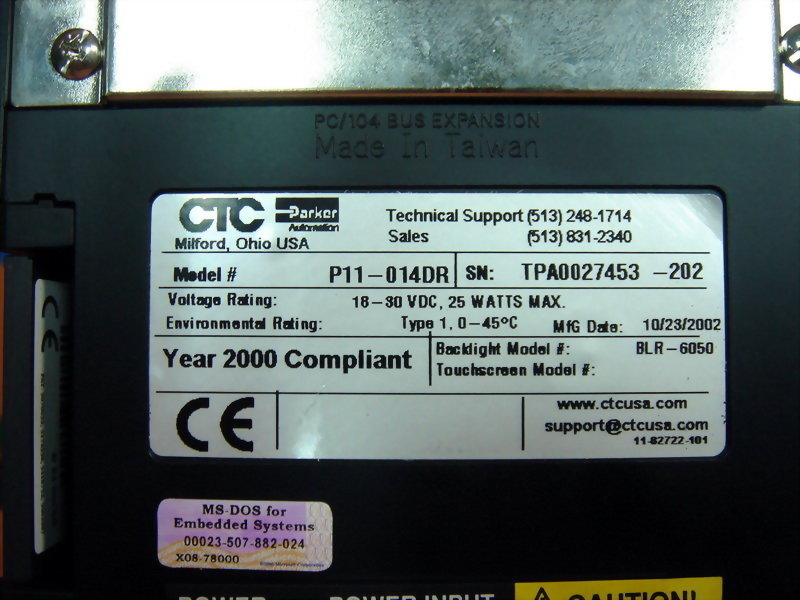 PC/104 BUS EXPANSION
Made In Taiwan
CTC Parker
Automation
Milford, Ohio USA
Technical Support (513) 248-1714
Sales (513) 831-2340
Model # P11-014DR SN: TPA0027453 -202
Voltage Rating: 18-30 VDC, 25 WATTS MAX.
Environmental Rating: Type 1, 0-45°C Mfg Date: 10/23/2002
Year 2000 Compliant
Backlight Model #: BLR-6050
Touchscreen Model #:
CE
www.ctcusa.com
support@ctcusa.com
11-82722-101
CE
MS-DOS for
Embedded Systems
00023-507-882-024
X08-78000
POWER POWER INPUT CAUTION!